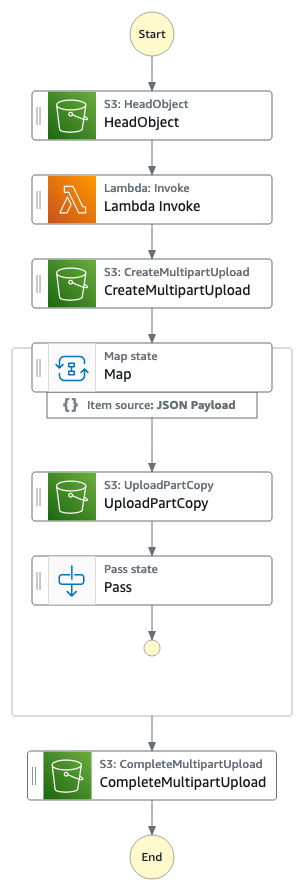 Start
S3: HeadObject
HeadObject
Lambda: Invoke
Lambda Invoke
S3: CreateMultipartUpload
CreateMultipartUpload
Map state
Map
{} Item source: JSON Payload
S3: UploadPartCopy
UploadPartCopy
Pass state
Pass
S3: CompleteMultipartUpload
CompleteMultipartUpload
End